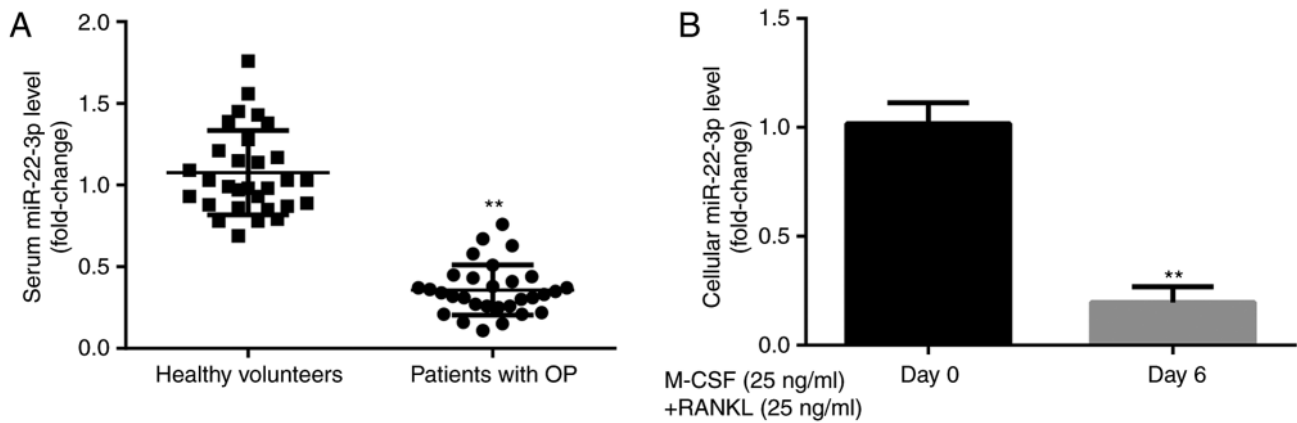 A
Serum miR-22-3p level
(fold-change)
2.0
1.5
1.0
0.5
0.0
**
Healthy volunteers
Patients with OP
B
Cellular miR-22-3p level
(fold-change)
1.5
1.0
0.5
0.0
**
Day 0
Day 6
M-CSF (25 ng/ml)
+RANKL (25 ng/ml)